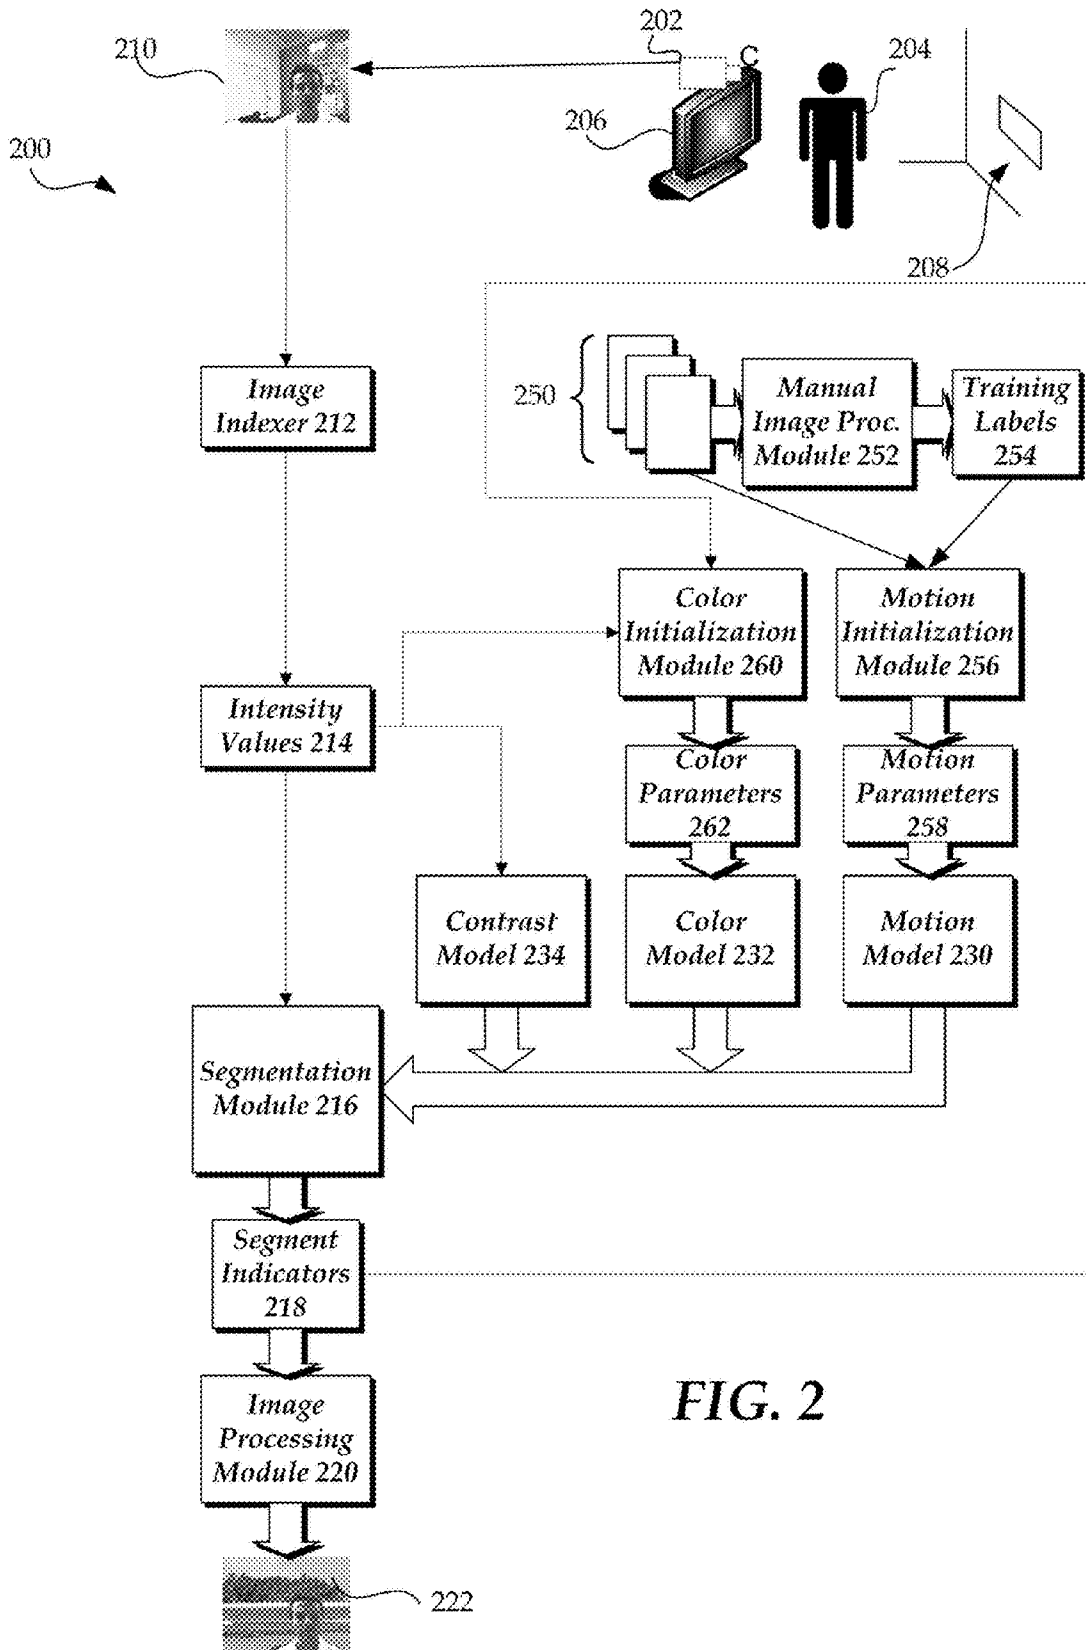 202
C
210
204
206
200
208
250
Manual
Image Proc.
Module 252
Training
Labels
254
Image
Indexer 212
Color
Initialization
Module 260
Motion
Initialization
Module 256
Intensity
Values 214
Color
Parameters
262
Motion
Parameters
258
Contrast
Model 234
Color
Model 232
Motion
Model 230
Segmentation
Module 216
Segment
Indicators
218
Image
Processing
Module 220
FIG. 2
222